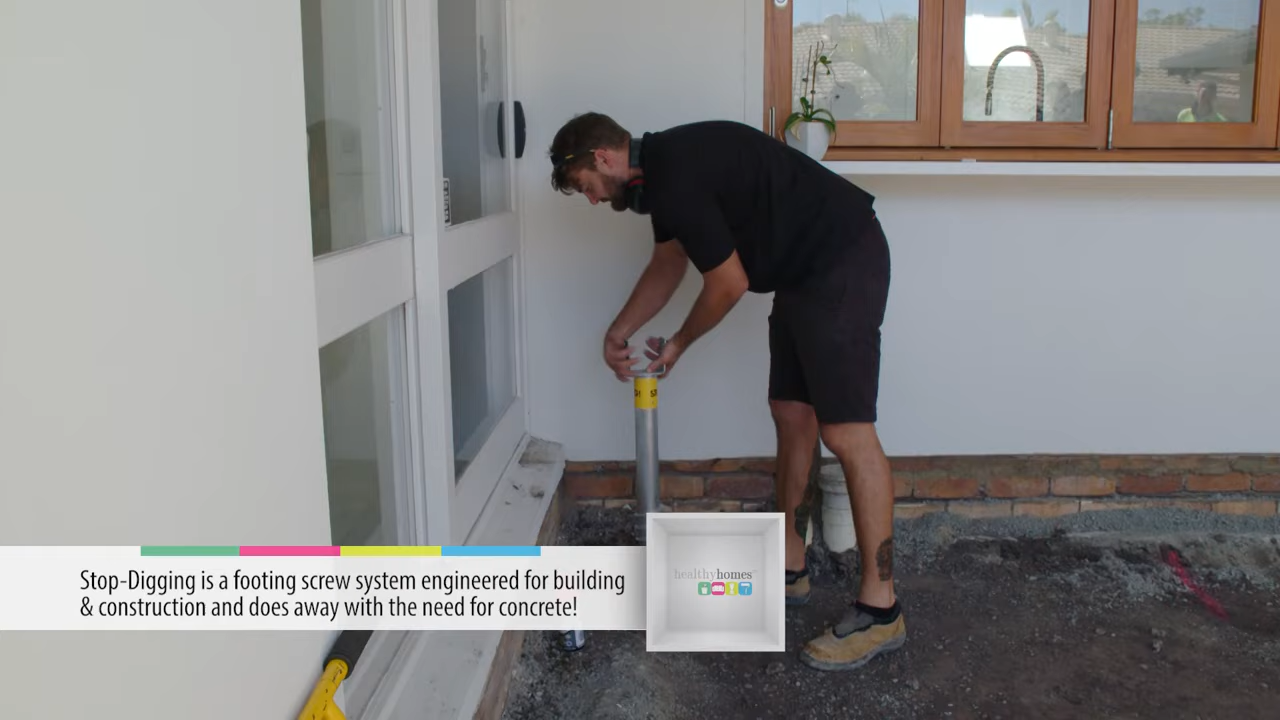 Stop-Digging is a footing screw system engineered for building
& construction and does away with the need for concrete!
healthyhomes